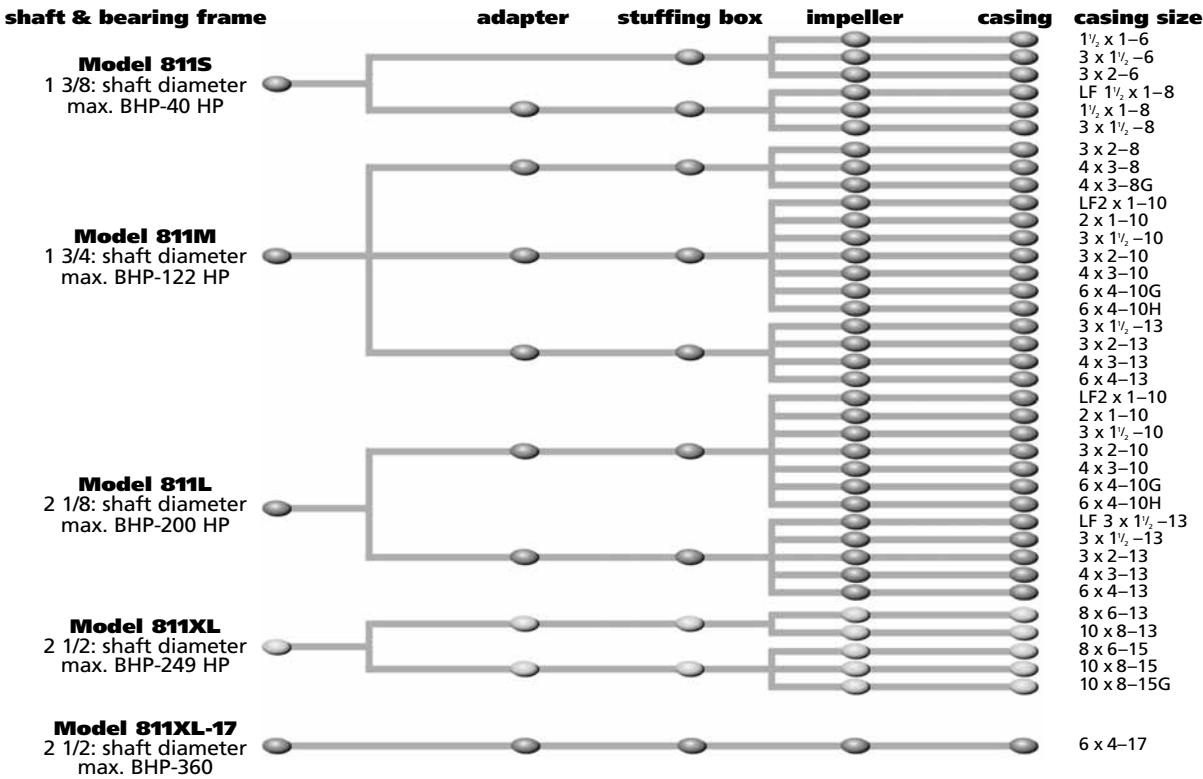 shaft & bearing frame adapter stuffing box impeller casing casing size
Model 811S
1 3/8: shaft diameter
max. BHP-40 HP
1½ x 1–6
3 x 1½ –6
3 x 2–6
LF 1½ x 1–8
1½ x 1–8
3 x 1½ –8
Model 811M
1 3/4: shaft diameter
max. BHP-122 HP
3 x 2–8
4 x 3–8
4 x 3–8G
LF2 x 1–10
2 x 1–10
3 x 1½ –10
3 x 2–10
4 x 3–10
6 x 4–10G
6 x 4–10H
3 x 1½ –13
3 x 2–13
4 x 3–13
6 x 4–13
Model 811L
2 1/8: shaft diameter
max. BHP-200 HP
LF2 x 1–10
2 x 1–10
3 x 1½ –10
3 x 2–10
4 x 3–10
6 x 4–10G
6 x 4–10H
LF 3 x 1½ –13
3 x 1½ –13
3 x 2–13
4 x 3–13
6 x 4–13
Model 811XL
2 1/2: shaft diameter
max. BHP-249 HP
8 x 6–13
10 x 8–13
8 x 6–15
10 x 8–15
10 x 8–15G
Model 811XL-17
2 1/2: shaft diameter
max. BHP-360
6 x 4–17